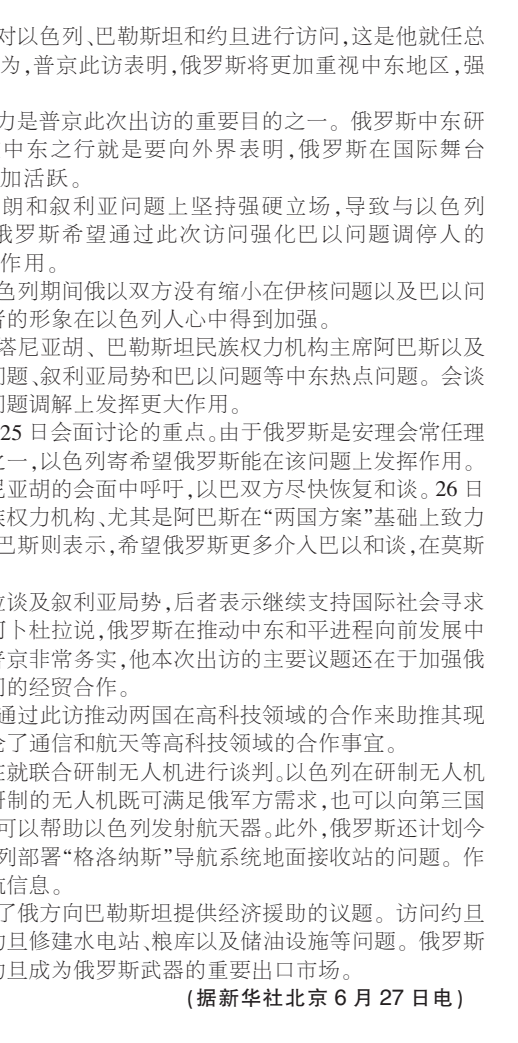 对以色列、巴勒斯坦和约旦进行访问,这是他就任总
为,普京此访表明,俄罗斯将更加重视中东地区,强
力是普京此次出访的重要目的之一。俄罗斯中东研
中东之行就是要向外界表明,俄罗斯在国际舞台
加活跃。
朗和叙利亚问题上坚持强硬立场,导致与以色列
俄罗斯希望通过此次访问强化巴以问题调停人的
作用。
色列期间俄以双方没有缩小在伊核问题以及巴以问
者的形象在以色列人心中得到加强。
塔尼亚胡、巴勒斯坦民族权力机构主席阿巴斯以及
问题、叙利亚局势和巴以问题等中东热点问题。会谈
问题调解上发挥更大作用。
25 日会面讨论的重点。由于俄罗斯是安理会常任理
之一,以色列寄希望俄罗斯能在该问题上发挥作用。
尼亚胡的会面中呼吁,以巴双方尽快恢复和谈。26 日
族权力机构、尤其是阿巴斯在“两国方案”基础上致力
巴斯则表示,希望俄罗斯更多介入巴以和谈,在莫斯
拉谈及叙利亚局势,后者表示继续支持国际社会寻求
阿卜杜拉说,俄罗斯在推动中东和平进程向前发展中
普京非常务实,他本次出访的主要议题还在于加强俄
间的经贸合作。
通过此访推动两国在高科技领域的合作来助推其现
论了通信和航天等高科技领域的合作事宜。
在就联合研制无人机进行谈判。以色列在研制无人机
研制的无人机既可满足俄军方需求,也可以向第三国
可以帮助以色列发射航天器。此外,俄罗斯还计划今
列部署“格洛纳斯”导航系统地面接收站的问题。作
航信息。
了俄方向巴勒斯坦提供经济援助的议题。访问约旦
约旦修建水电站、粮库以及储油设施等问题。俄罗斯
约旦成为俄罗斯武器的重要出口市场。
(据新华社北京 6 月 27 日电)